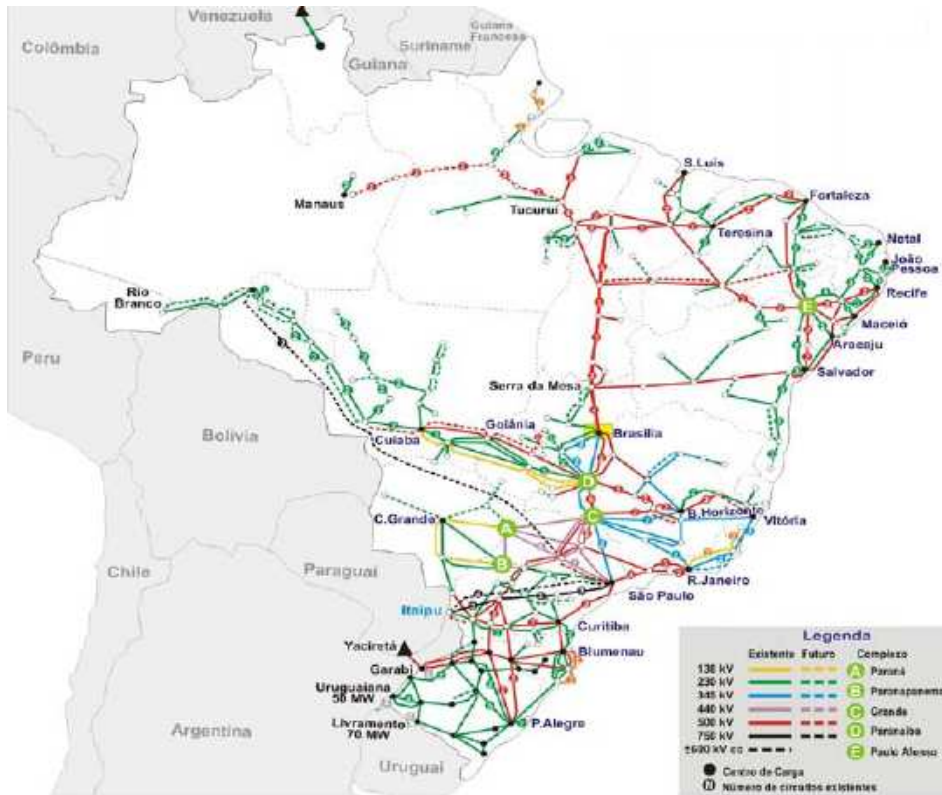 Venezuela
Colômbia
Guiana
Suriname
Guiana
Francesa
Manaus
Tucuruí
S.Luis
Fortaleza
Teresina
Natal
João
Pessoa
Recife
Maceió
Aracaju
Salvador
E
Rio
Branco
Peru
Bolívia
Serra da Mesa
Cuiabá
Goiânia
Brasília
D
C.Grande
A
C
B.Horizonte
Vitória
B
Chile
Paraguai
R.Janeiro
São Paulo
Itaipu
Curitiba
Yaciretá
Blumenau
Garabi
Uruguaiana
50 MW
Livramento
70 MW
P.Alegre
Argentina
Uruguai
Legenda
Existente Futuro Complexo
138 kV A Paraná
230 kV B Paranapanema
345 kV C Grande
440 kV D Paranaíba
500 kV E Paulo Afonso
750 kV
±600 kV cc
Centro de Carga
N Número de circuitos existentes